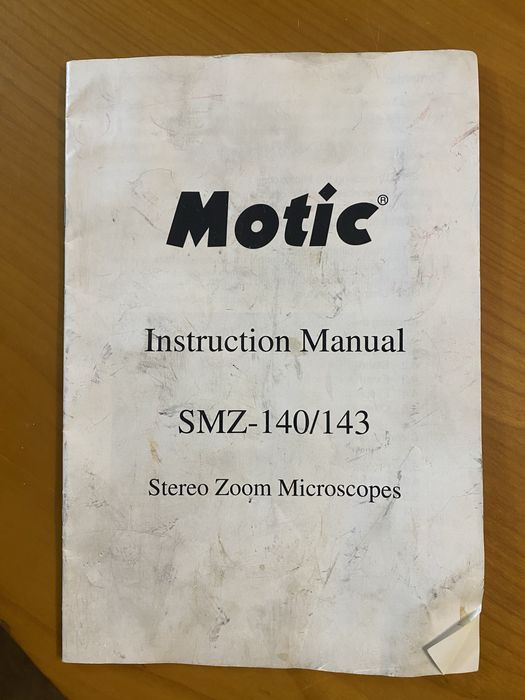 Motic®
Instruction Manual
SMZ-140/143
Stereo Zoom Microscopes